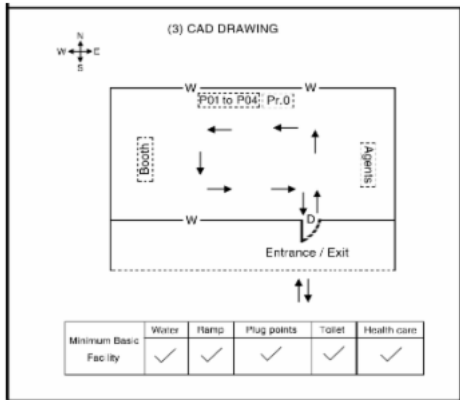 (3) CAD DRAWING
N
W E
S
W W
P01 to P04 Pr.0
Booth
Agents
W D
Entrance / Exit
Minimum Basic Facility Water Ramp Plug points Toilet Health care